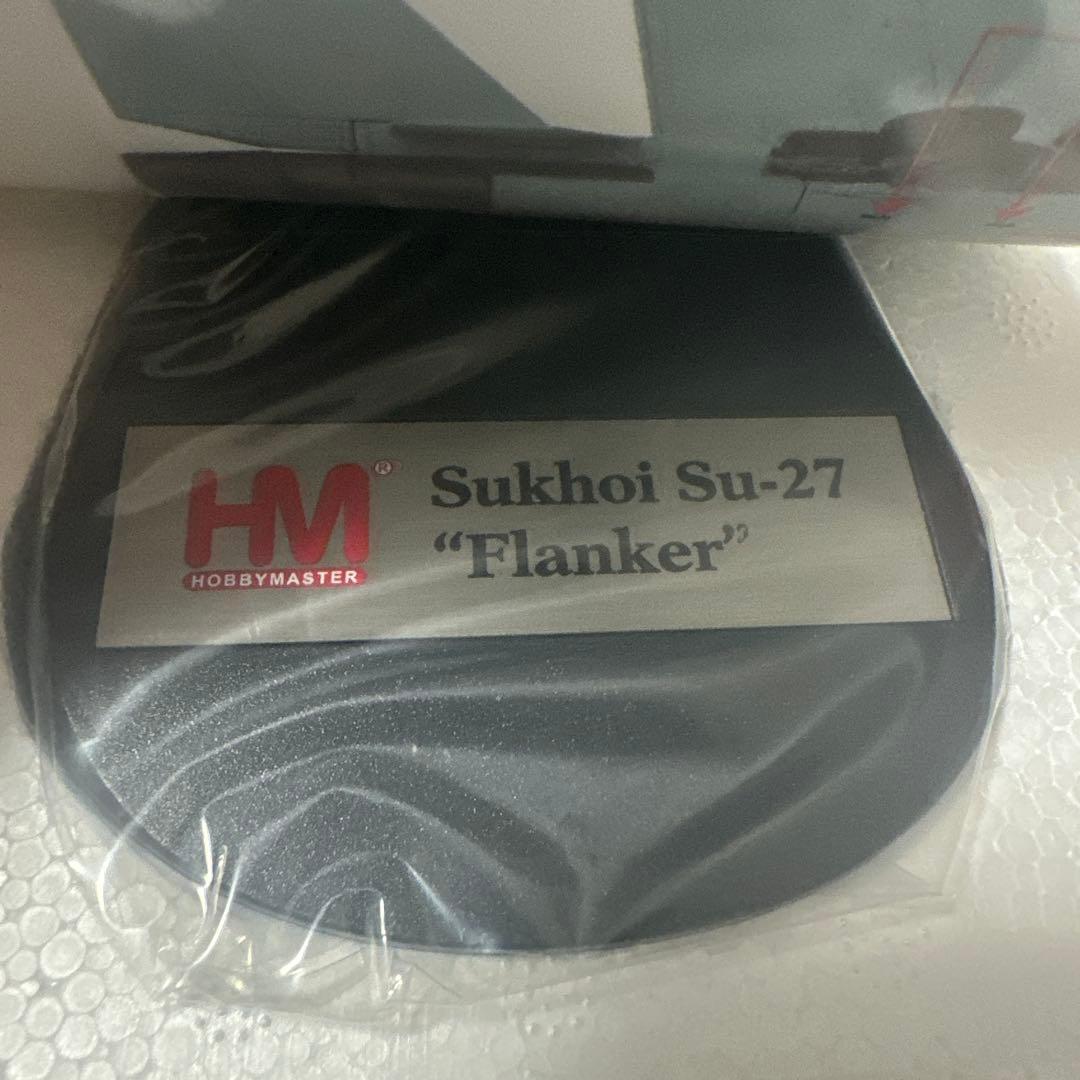 HM®
HOBBYMASTER
Sukhoi Su-27
“Flanker”